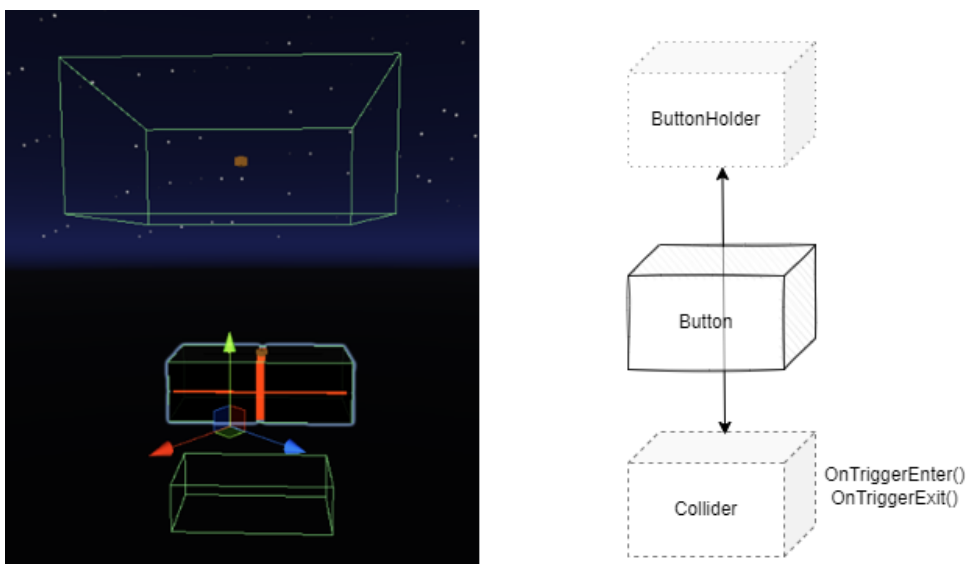 ButtonHolder
Button
OnTriggerEnter()
OnTriggerExit()
Collider